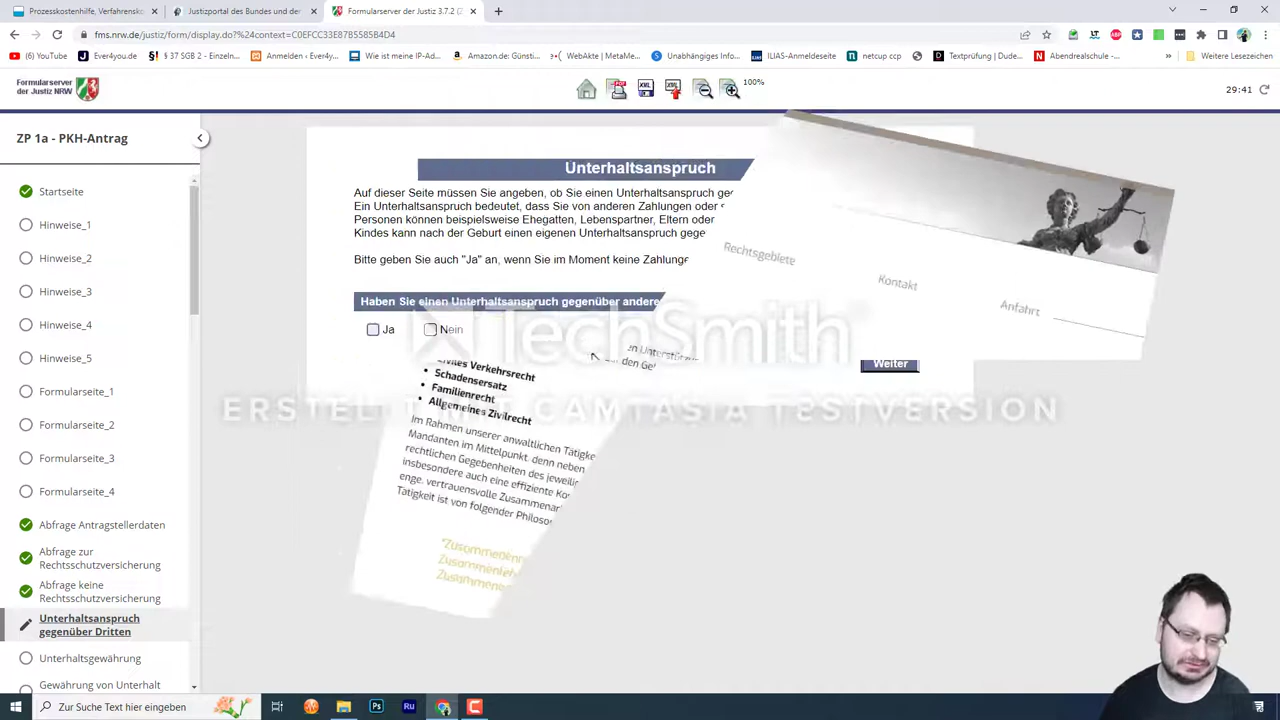 Prozesskostenhilfe, Verfahrensko
Justizportal des Bundes und der
Formularserver der Justiz 3.7.2 (
fms.nrw.de/justiz/form/display.do?%24context=C0EFCC33E87B5585B4D4
(6) YouTube
Ever4you.de
§ 37 SGB 2 - Einzeln...
Anmelden ‹ Ever4y...
Wie ist meine IP-Ad...
Amazon.de: Günsti...
WebAkte | MetaMe...
Unabhängiges Info...
ILIAS-Anmeldeseite
netcup ccp
Textprüfung | Dude...
Abendrealschule -...
»
Weitere Lesezeichen
Formularserver
der Justiz NRW
100%
29:41
ZP 1a - PKH-Antrag
Startseite
Hinweise_1
Hinweise_2
Hinweise_3
Hinweise_4
Hinweise_5
Formularseite_1
Formularseite_2
Formularseite_3
Formularseite_4
Abfrage Antragstellerdaten
Abfrage zur
Rechtsschutzversicherung
Abfrage keine
Rechtsschutzversicherung
Unterhaltsanspruch
gegenüber Dritten
Unterhaltsgewährung
Gewährung von Unterhalt
Unterhaltsanspruch
Auf dieser Seite müssen Sie angeben, ob Sie einen Unterhaltsanspruch ge
Ein Unterhaltsanspruch bedeutet, dass Sie von anderen Zahlungen oder
Personen können beispielsweise Ehegatten, Lebenspartner, Eltern oder
Kindes kann nach der Geburt einen eigenen Unterhaltsanspruch gege
Bitte geben Sie auch "Ja" an, wenn Sie im Moment keine Zahlunge
Haben Sie einen Unterhaltsanspruch gegenüber andere
Ja
Nein
Weiter
Rechtsgebiete
Kontakt
Anfahrt
Verkehrsrecht
• Schadensersatz
• Familienrecht
• Allgemeines Zivilrecht
Im Rahmen unserer anwaltlichen Tätigke
Mandanten im Mittelpunkt, denn neben
rechtlichen Gegebenheiten des jeweili
insbesondere auch eine effiziente Ko
enge, vertrauensvolle Zusammenar
Tätigkeit ist von folgender Philoso
"Zusammenk
Zusammen
Zusammen
TechSmith
ERSTELLT MIT CAMTASIA TESTVERSION
Zur Suche Text hier eingeben
Ps
Ru